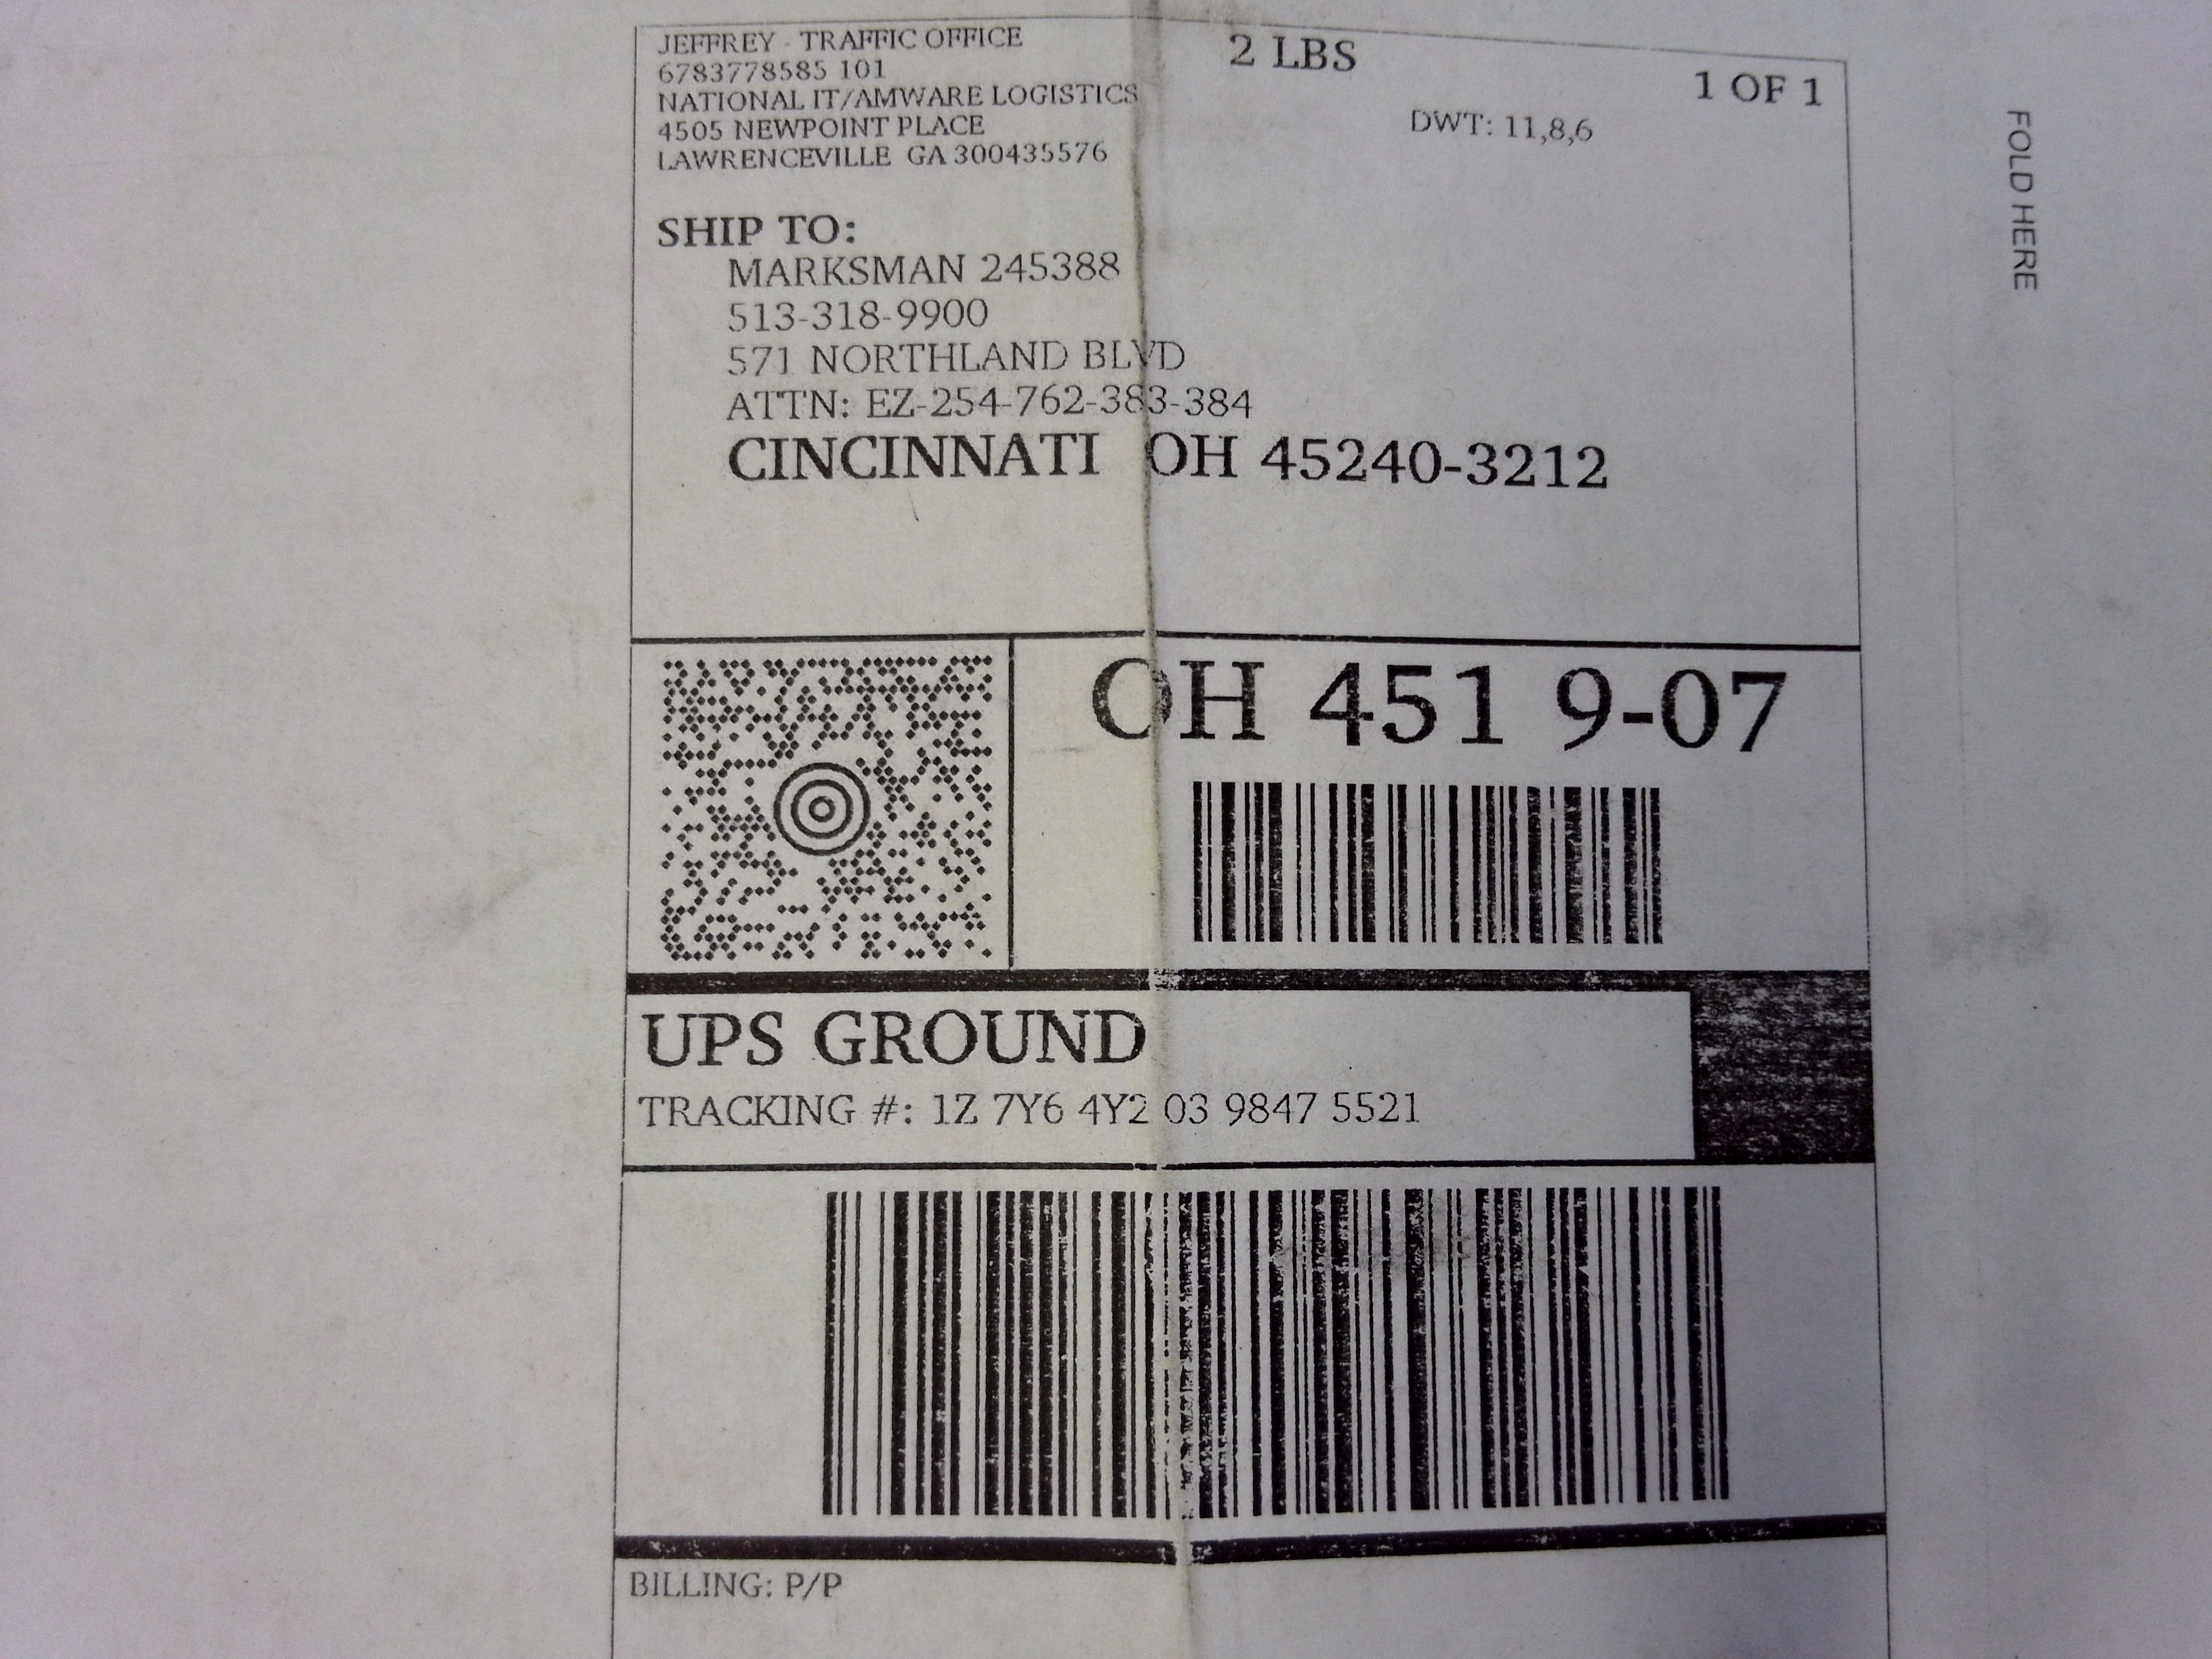 JEFFREY - TRAFFIC OFFICE
6783778585 101
NATIONAL IT/AMWARE LOGISTICS
4505 NEWPOINT PLACE
LAWRENCEVILLE GA 300435576
2 LBS
1 OF 1
DWT: 11,8,6
FOLD HERE
SHIP TO:
MARKSMAN 245388
513-318-9900
571 NORTHLAND BLVD
ATTN: EZ-254-762-383-384
CINCINNATI OH 45240-3212
OH 451 9-07
UPS GROUND
TRACKING #: 1Z 7Y6 4Y2 03 9847 5521
BILLING: P/P